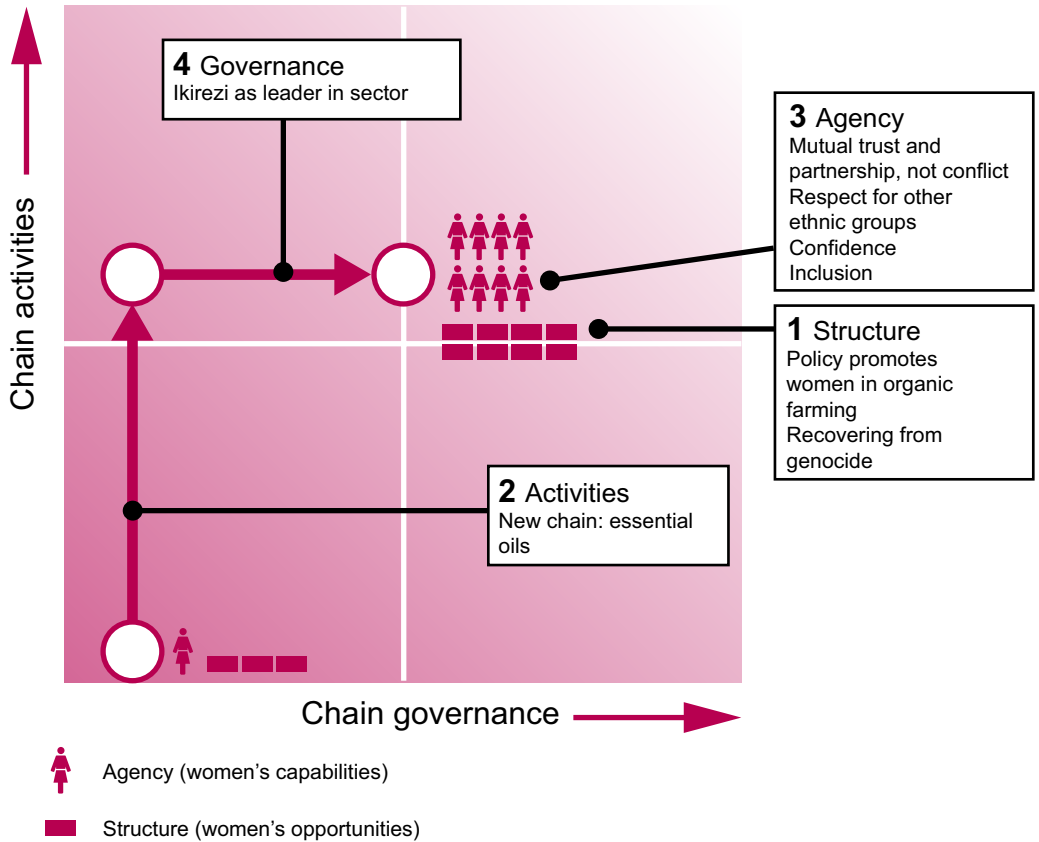 4 Governance
Ikirezi as leader in sector
3 Agency
Mutual trust and
partnership, not conflict
Respect for other
ethnic groups
Confidence
Inclusion
1 Structure
Policy promotes
women in organic
farming
Recovering from
genocide
2 Activities
New chain: essential
oils
Chain activities
Chain governance
Agency (women’s capabilities)
Structure (women’s opportunities)